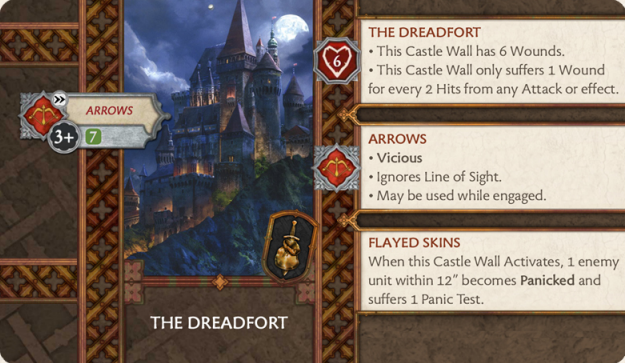 ARROWS
3+ 7
THE DREADFORT
6
THE DREADFORT
• This Castle Wall has 6 Wounds.
• This Castle Wall only suffers 1 Wound
for every 2 Hits from any Attack or effect.
ARROWS
• Vicious
• Ignores Line of Sight.
• May be used while engaged.
FLAYED SKINS
When this Castle Wall Activates, 1 enemy
unit within 12” becomes Panicked and
suffers 1 Panic Test.